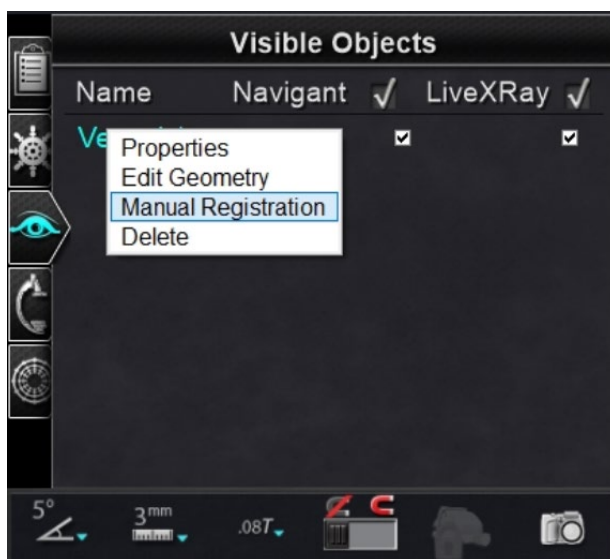 Visible Objects
Name Navigant LiveXRay
Properties
Edit Geometry
Manual Registration
Delete
5° 3mm .08T